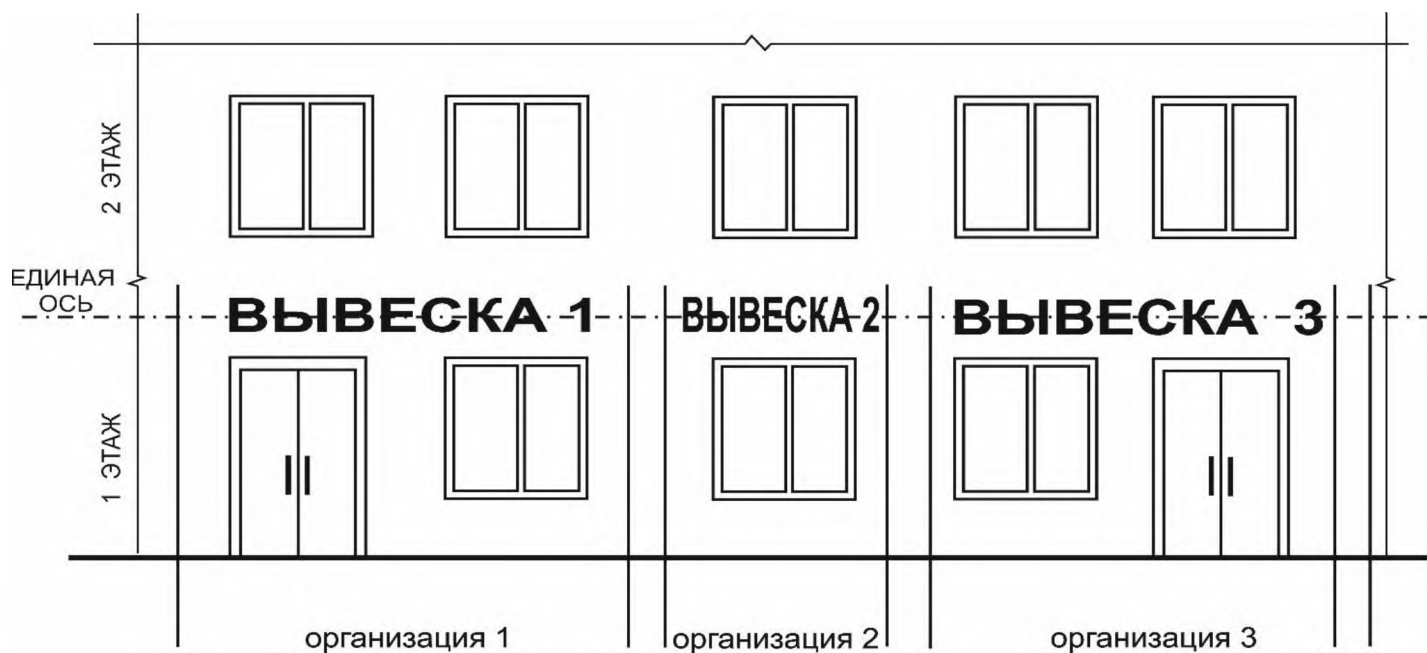 2 ЭТАЖ
ЕДИНАЯ
ОСЬ
ВЫВЕСКА 1
ВЫВЕСКА 2
ВЫВЕСКА 3
1 ЭТАЖ
организация 1
организация 2
организация 3